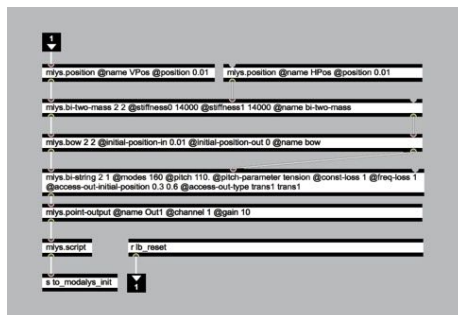 1
mlys.position @name VPos @position 0.01
mlys.position @name HPos @position 0.01
mlys.bi-two-mass 2 2 @stiffness0 14000 @stiffness1 14000 @name bi-two-mass
mlys.bow 2 2 @initial-position-in 0.01 @initial-position-out 0 @name bow
mlys.bi-string 2 1 @modes 160 @pitch 110. @pitch-parameter tension @const-loss 1 @freq-loss 1
@access-out-initial-position 0.3 0.6 @access-out-type trans1 trans1
mlys.point-output @name Out1 @channel 1 @gain 10
mlys.script
r lb_reset
s to_modalys_init
1